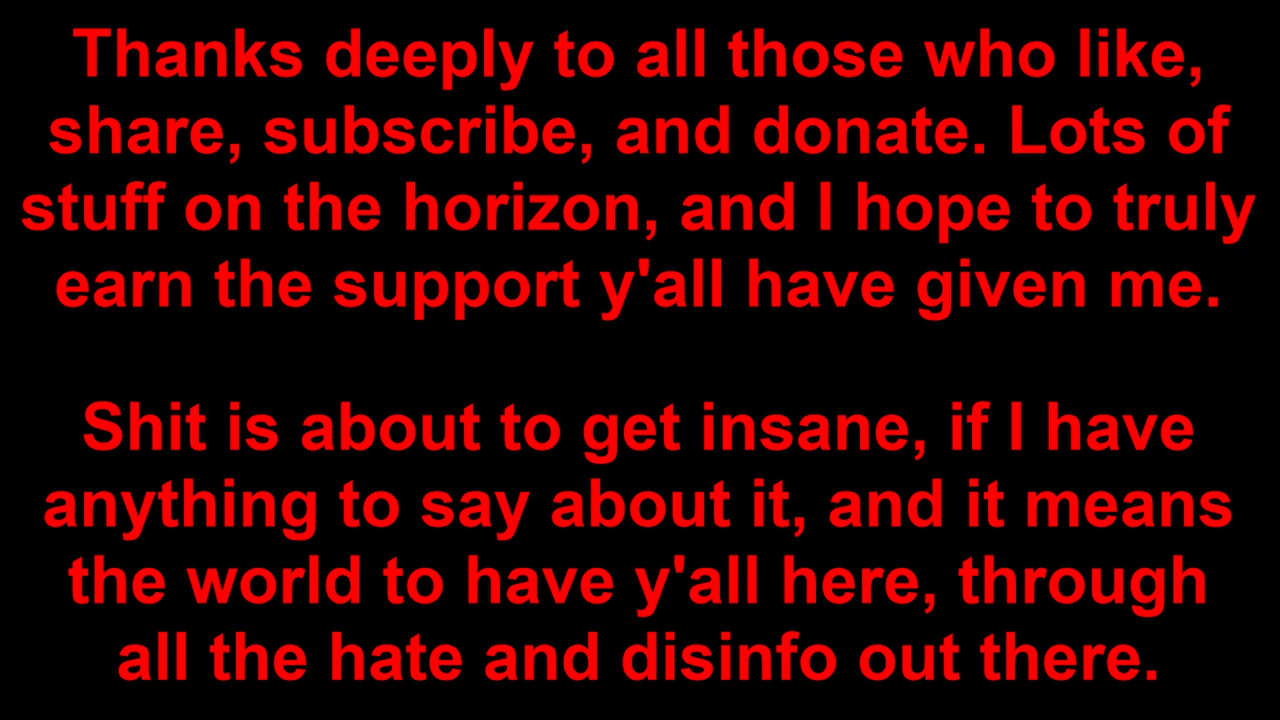 Thanks deeply to all those who like,
share, subscribe, and donate. Lots of
stuff on the horizon, and I hope to truly
earn the support y'all have given me.
Shit is about to get insane, if I have
anything to say about it, and it means
the world to have y'all here, through
all the hate and disinfo out there.